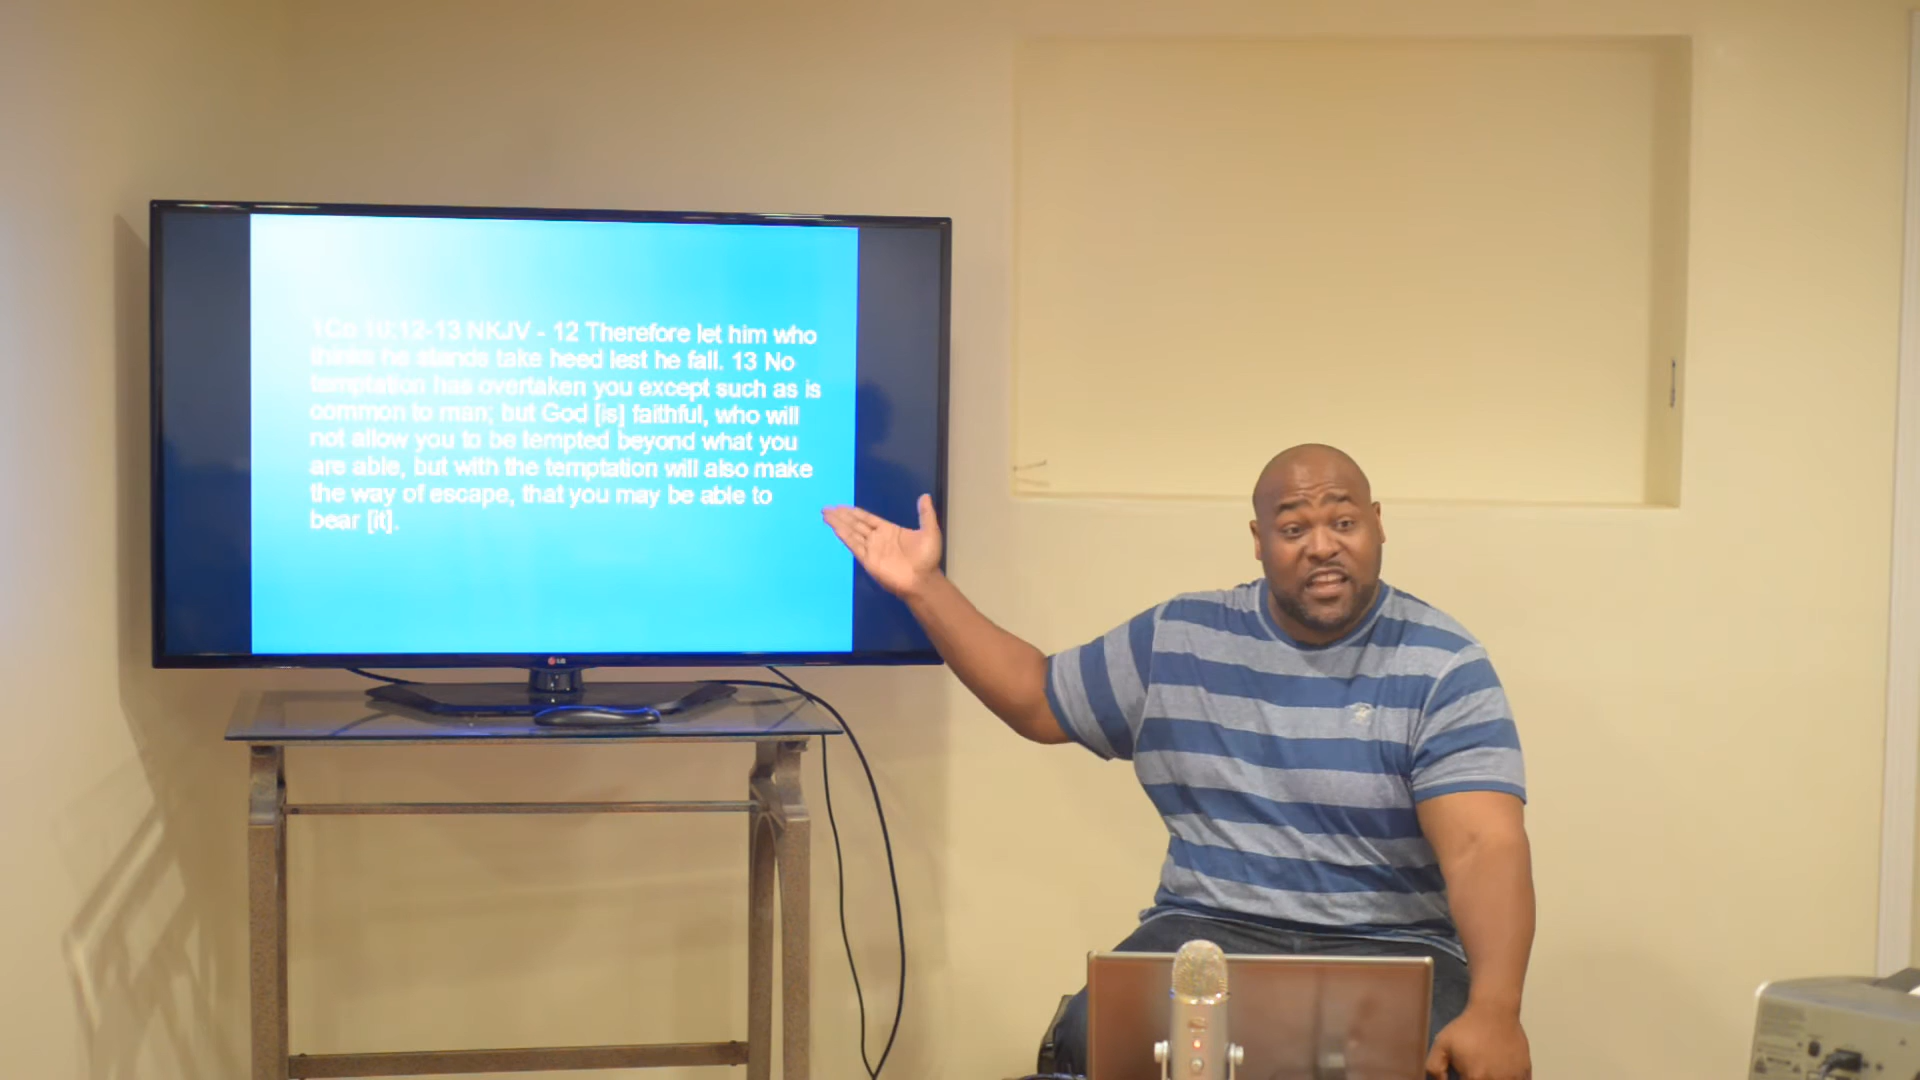 1Co 10:12-13 NKJV - 12 Therefore let him who
thinks he stands take heed lest he fall. 13 No
temptation has overtaken you except such as is
common to man; but God [is] faithful, who will
not allow you to be tempted beyond what you
are able, but with the temptation will also make
the way of escape, that you may be able to
bear [it].
LG